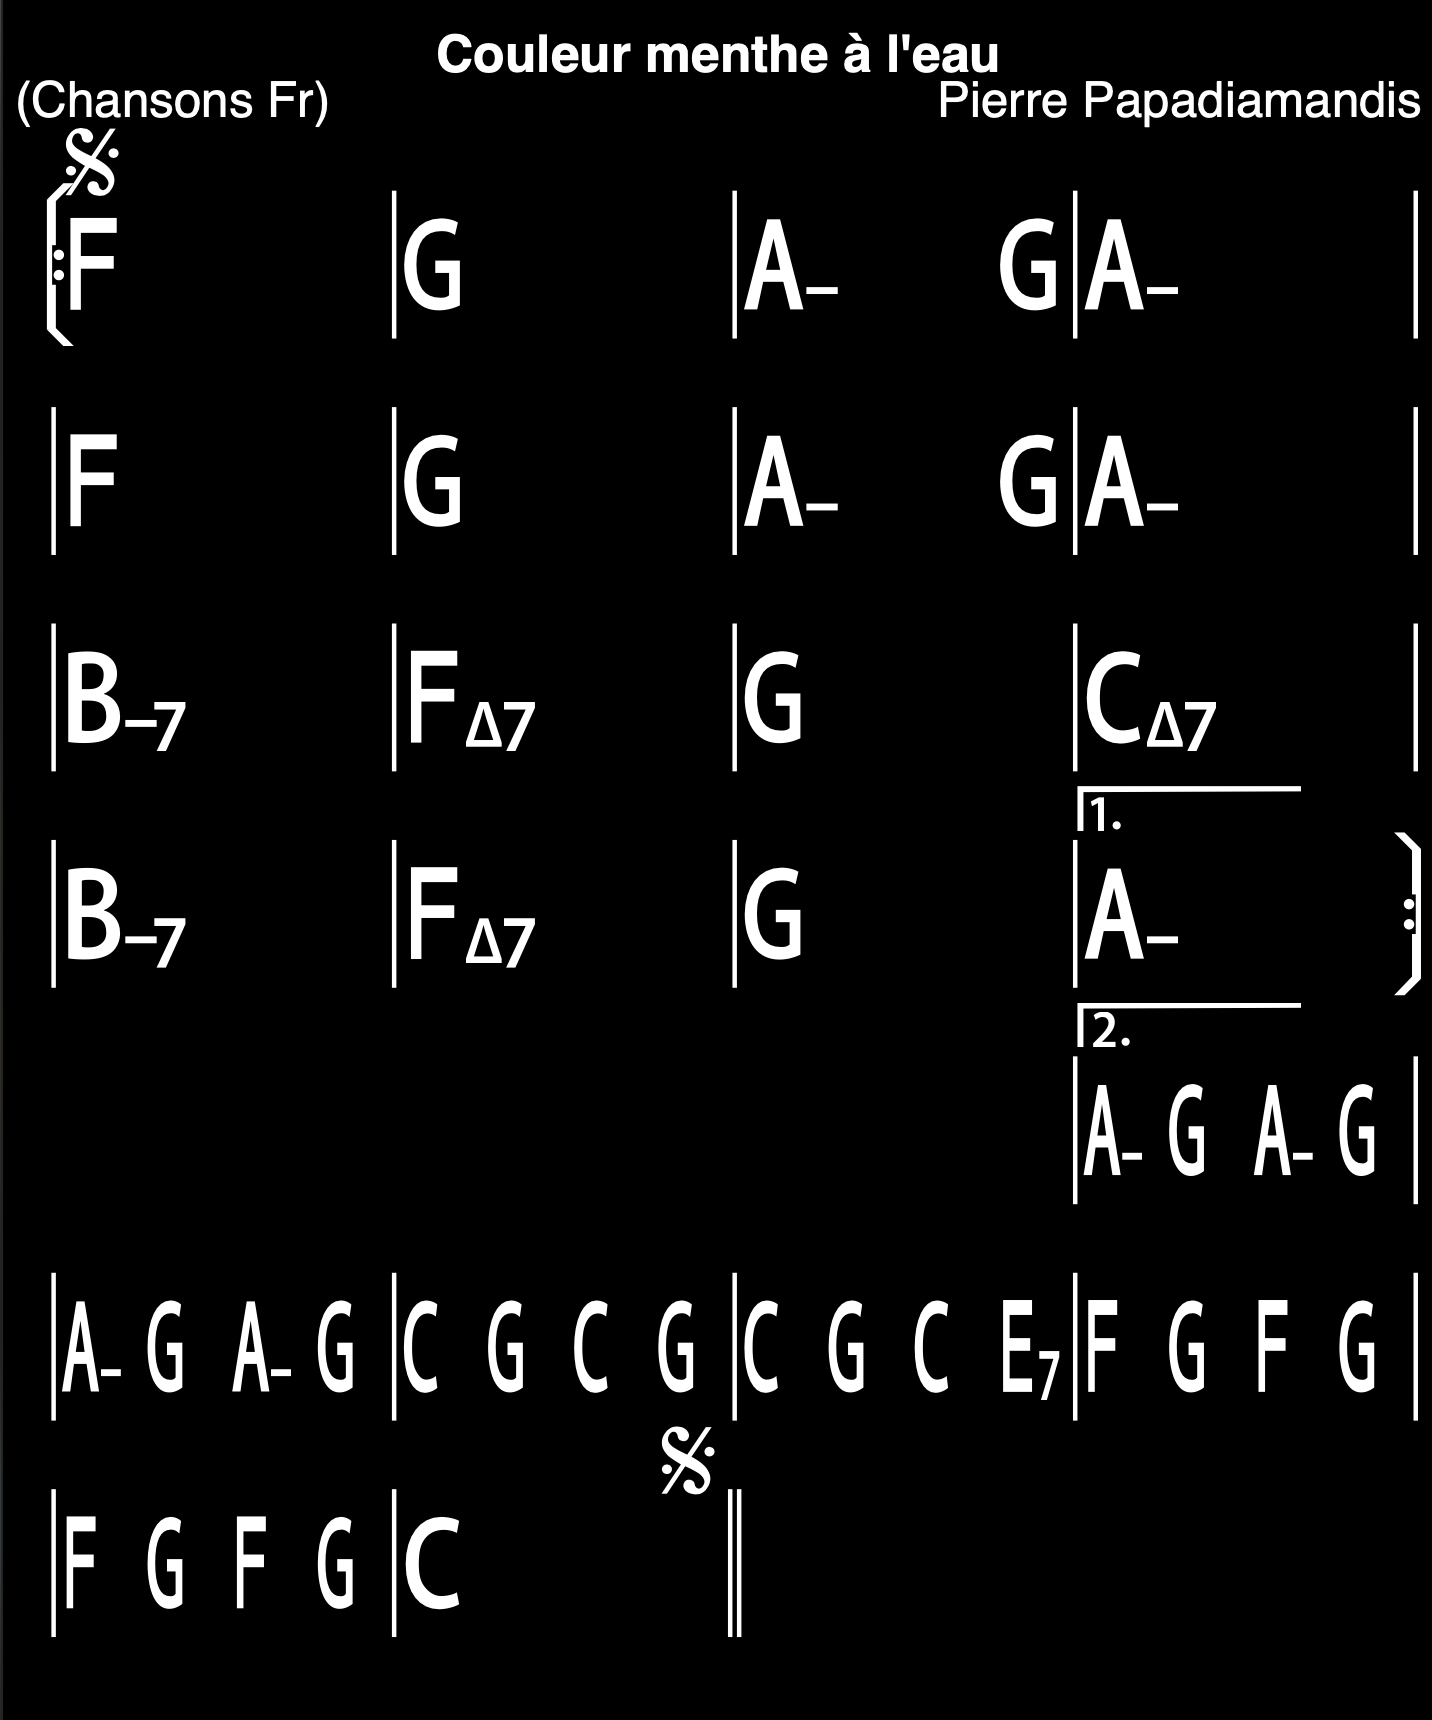 Couleur menthe à l'eau
(Chansons Fr) Pierre Papadiamandis
𝄋
F | G | A– G | A– |
| F | G | A– G | A– |
| B–7 | FΔ7 | G | CΔ7 |
1.
| B–7 | FΔ7 | G | A– :
2.
| A– G A– G |
| A– G A– G | C G C G | C G C E7 | F G F G |
𝄋
| F G F G | C ||